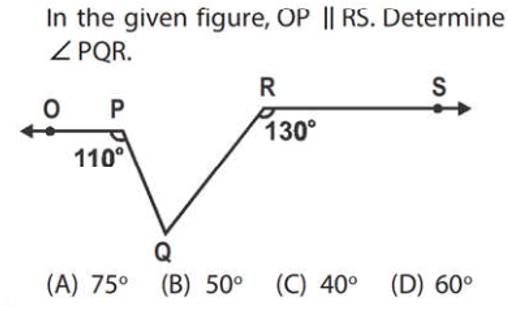 In the given figure, OP || RS. Determine
∠PQR.
R S
O P
130°
110°
Q
(A) 75° (B) 50° (C) 40° (D) 60°